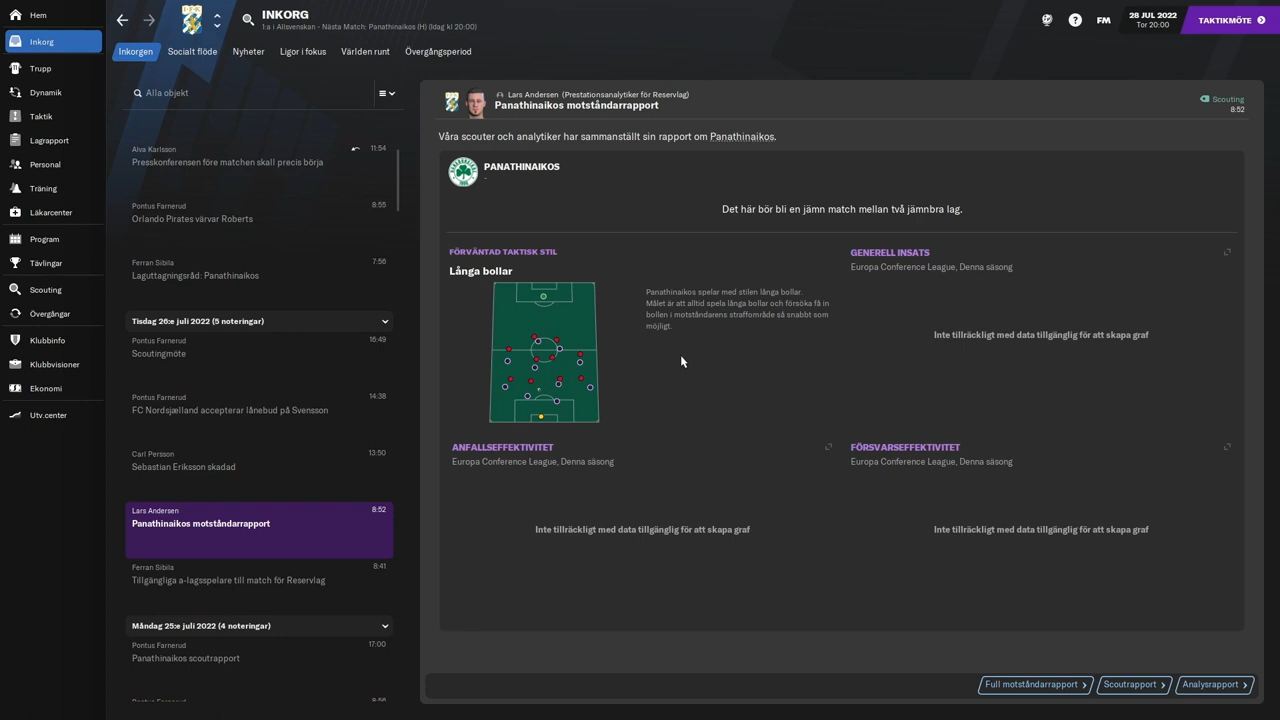 Hem
Inkorg
Trupp
Dynamik
Taktik
Lagrapport
Personal
Träning
Läkarcenter
Program
Tävlingar
Scouting
Övergångar
Klubbinfo
Klubbvisioner
Ekonomi
Utv.center
INKORG
1:a i Allsvenskan - Nästa Match: Panathinaikos (H) (Idag kl 20:00)
?
FM
28 JUL 2022
Tor 20:00
TAKTIKMÖTE
Inkorgen
Socialt flöde
Nyheter
Ligor i fokus
Världen runt
Övergångsperiod
Alla objekt
Alva Karlsson 11:54
Presskonferensen före matchen skall precis börja
Pontus Farnerud 8:55
Orlando Pirates värvar Roberts
Ferran Sibila 7:56
Laguttagningsråd: Panathinaikos
Tisdag 26:e juli 2022 (5 noteringar)
Pontus Farnerud 16:49
Scoutingmöte
Pontus Farnerud 14:38
FC Nordsjælland accepterar lånebud på Svensson
Carl Persson 13:50
Sebastian Eriksson skadad
Lars Andersen 8:52
Panathinaikos motståndarrapport
Ferran Sibila 8:41
Tillgängliga a-lagsspelare till match för Reservlag
Måndag 25:e juli 2022 (4 noteringar)
Pontus Farnerud 17:00
Panathinaikos scoutrapport
Lars Andersen (Prestationsanalytiker för Reservlag)
Panathinaikos motståndarrapport
Scouting
8:52
Våra scouter och analytiker har sammanställt sin rapport om Panathinaikos.
PANATHINAIKOS
-
Det här bör bli en jämn match mellan två jämnbra lag.
FÖRVÄNTAD TAKTISK STIL
Långa bollar
Panathinaikos spelar med stilen långa bollar.
Målet är att alltid spela långa bollar och försöka få in
bollen i motståndarens straffområde så snabbt som
möjligt.
GENERELL INSATS
Europa Conference League, Denna säsong
Inte tillräckligt med data tillgänglig för att skapa graf
ANFALLSEFFEKTIVITET
Europa Conference League, Denna säsong
Inte tillräckligt med data tillgänglig för att skapa graf
FÖRSVARSEFFEKTIVITET
Europa Conference League, Denna säsong
Inte tillräckligt med data tillgänglig för att skapa graf
Full motståndarrapport
Scoutrapport
Analysrapport